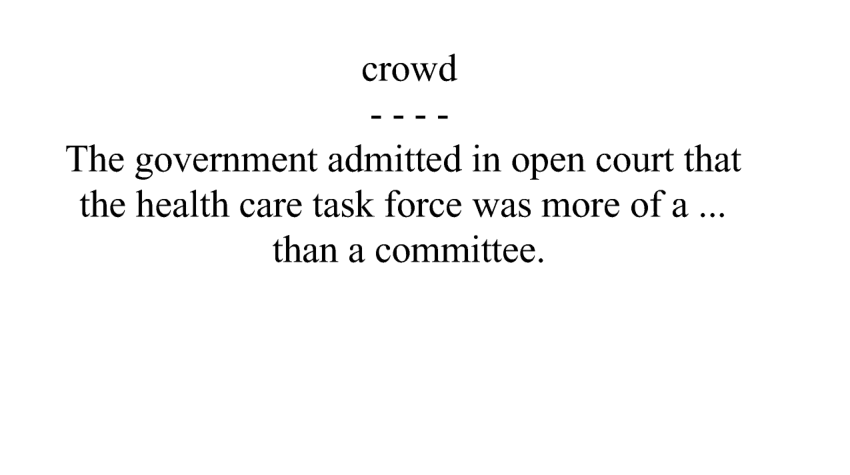 crowd
- - - -
The government admitted in open court that
the health care task force was more of a ...
than a committee.